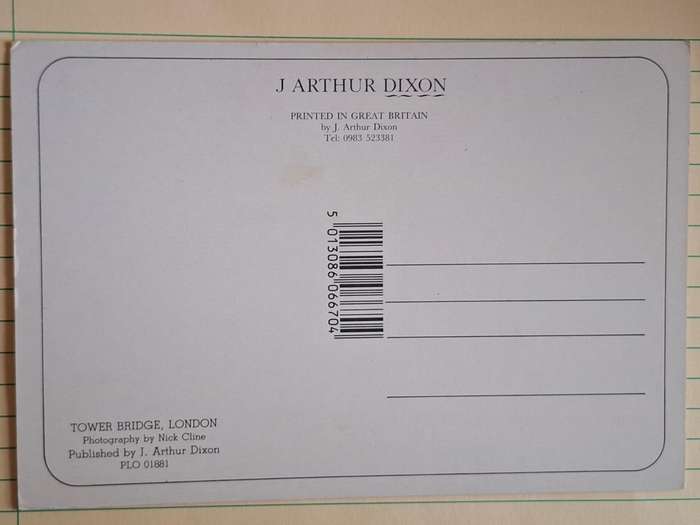 J ARTHUR DIXON
PRINTED IN GREAT BRITAIN
by J. Arthur Dixon
Tel: 0983 523381
5 013086 066704
TOWER BRIDGE, LONDON
Photography by Nick Cline
Published by J. Arthur Dixon
PLO 01881